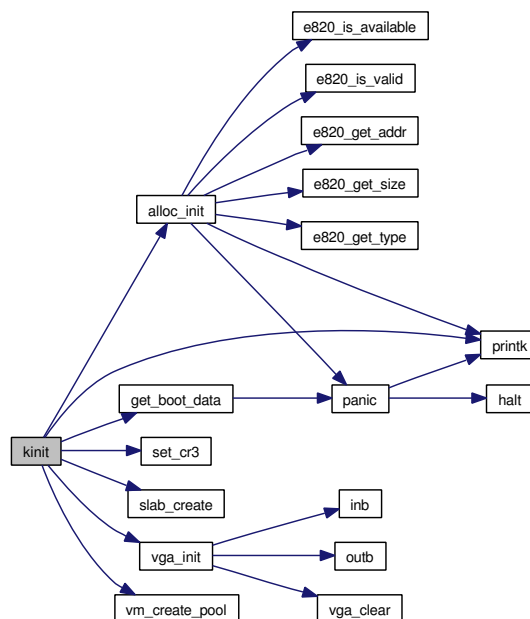 e820_is_available
e820_is_valid
e820_get_addr
e820_get_size
alloc_init
e820_get_type
printk
get_boot_data
panic
halt
kinit
set_cr3
slab_create
inb
vga_init
outb
vm_create_pool
vga_clear